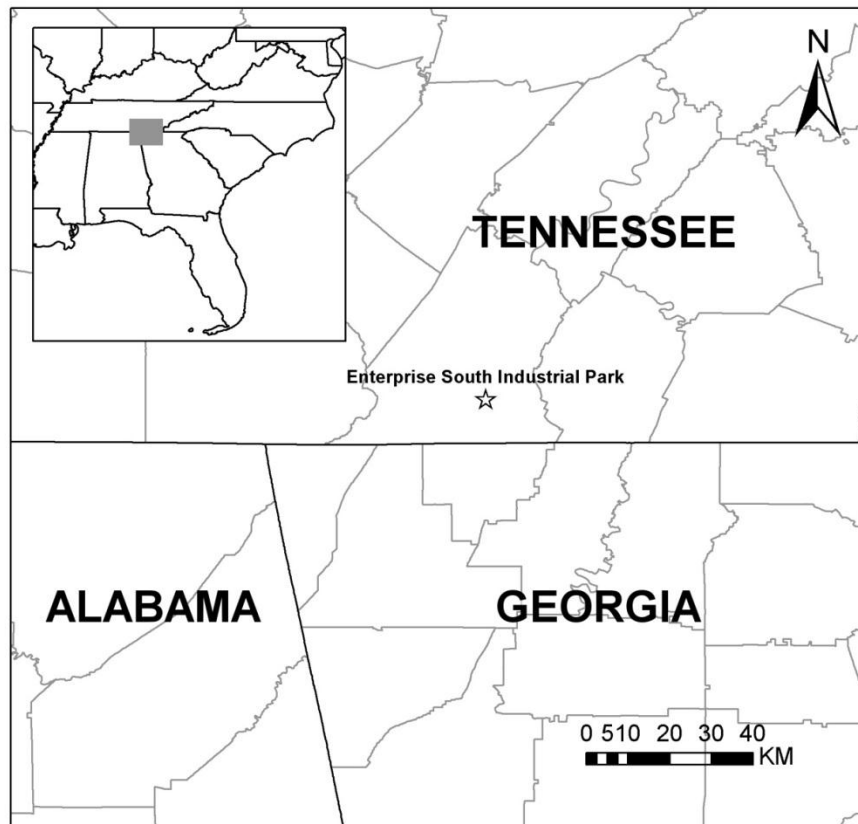 N
TENNESSEE
Enterprise South Industrial Park
ALABAMA
GEORGIA
0 510 20 30 40
KM